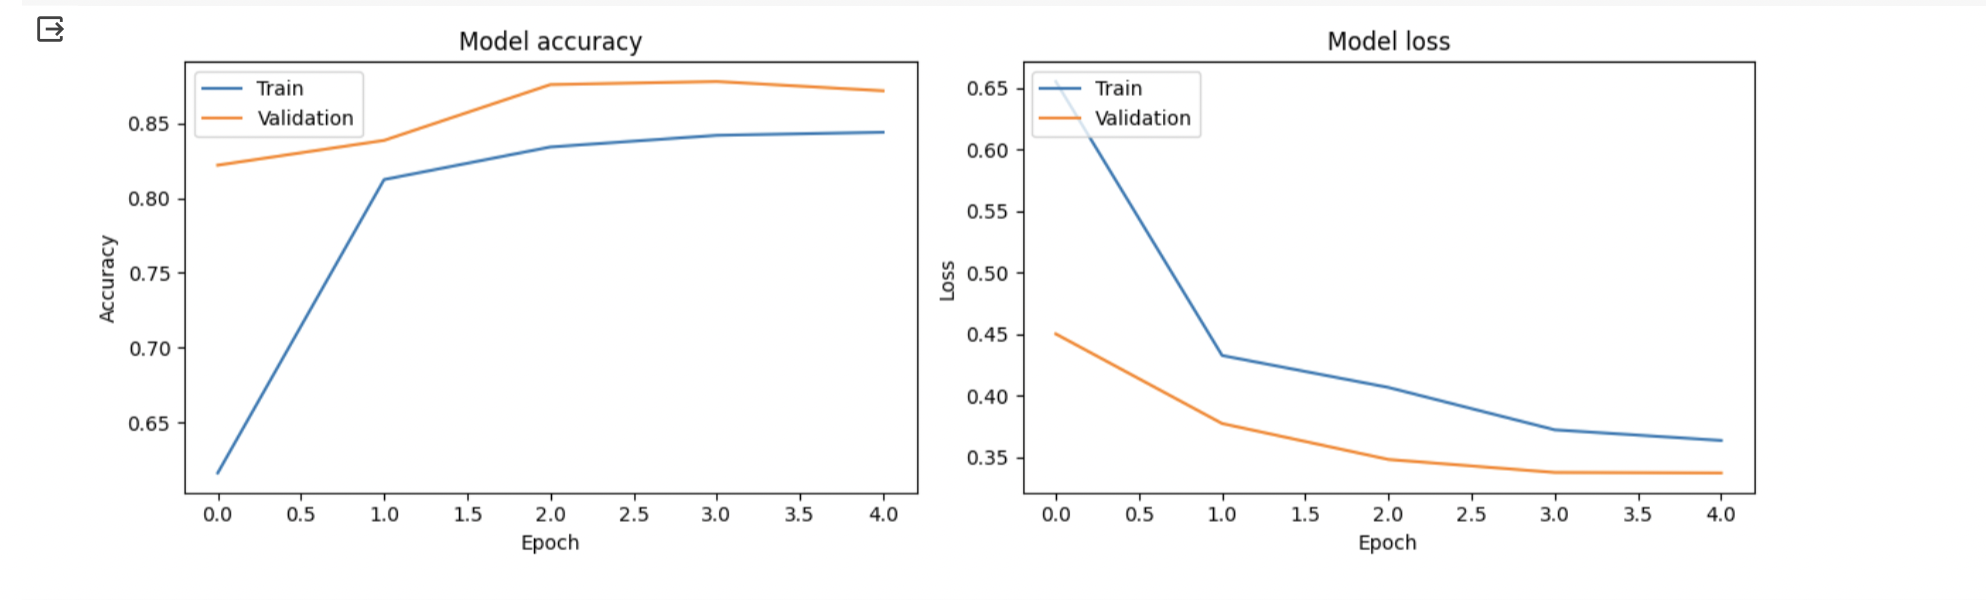 Model accuracy
Train
Validation
0.85
0.80
0.75
0.70
0.65
Accuracy
0.0 0.5 1.0 1.5 2.0 2.5 3.0 3.5 4.0
Epoch
Model loss
Train
Validation
0.65
0.60
0.55
0.50
0.45
0.40
0.35
Loss
0.0 0.5 1.0 1.5 2.0 2.5 3.0 3.5 4.0
Epoch